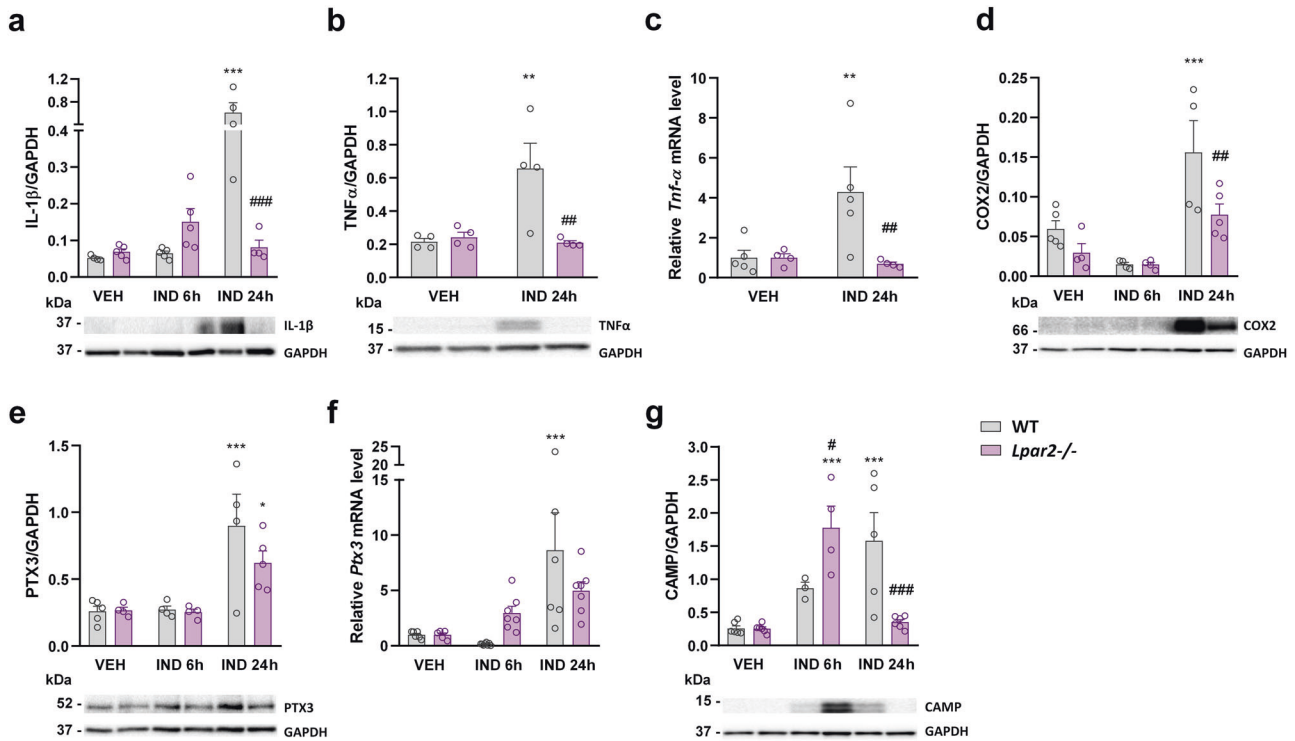 a
IL-1β/GAPDH
1.2
0.8
0.4
0.3
0.2
0.1
0.0
***
###
VEH
IND 6h
IND 24h
kDa
37 -
IL-1β
37 -
GAPDH
b
TNFα/GAPDH
1.2
1.0
0.8
0.6
0.4
0.2
0.0
**
##
VEH
IND 24h
kDa
15 -
TNFα
37 -
GAPDH
c
Relative Tnf-α mRNA level
10
8
6
4
2
0
**
##
VEH
IND 24h
d
COX2/GAPDH
0.25
0.20
0.15
0.10
0.05
0.00
***
##
VEH
IND 6h
IND 24h
kDa
66 -
COX2
37 -
GAPDH
e
PTX3/GAPDH
1.5
1.0
0.5
0.0
***
*
VEH
IND 6h
IND 24h
kDa
52 -
PTX3
37 -
GAPDH
f
Relative Ptx3 mRNA level
25
20
15
10
5
0
***
VEH
IND 6h
IND 24h
g
CAMP/GAPDH
3.0
2.5
2.0
1.5
1.0
0.5
0.0
#
***
***
###
VEH
IND 6h
IND 24h
kDa
15 -
CAMP
37 -
GAPDH
WT
Lpar2-/-